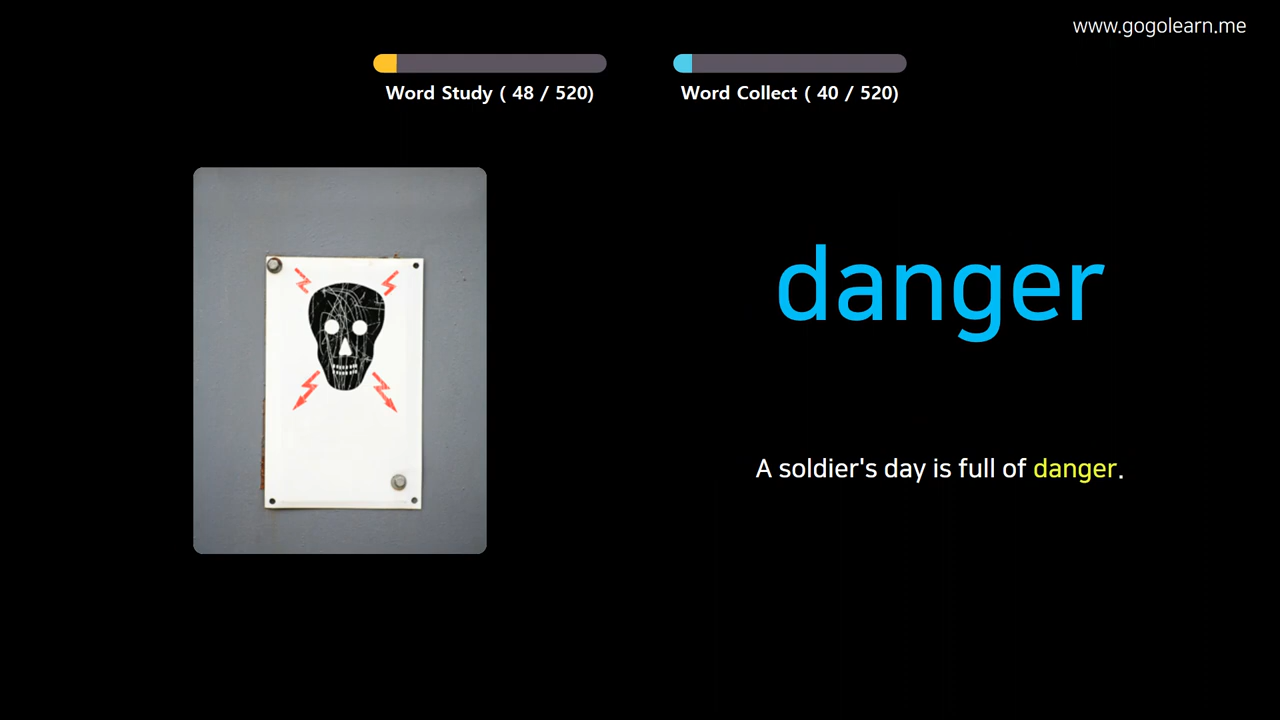 www.gogolearn.me
Word Study ( 48 / 520)
Word Collect ( 40 / 520)
danger
A soldier's day is full of danger.